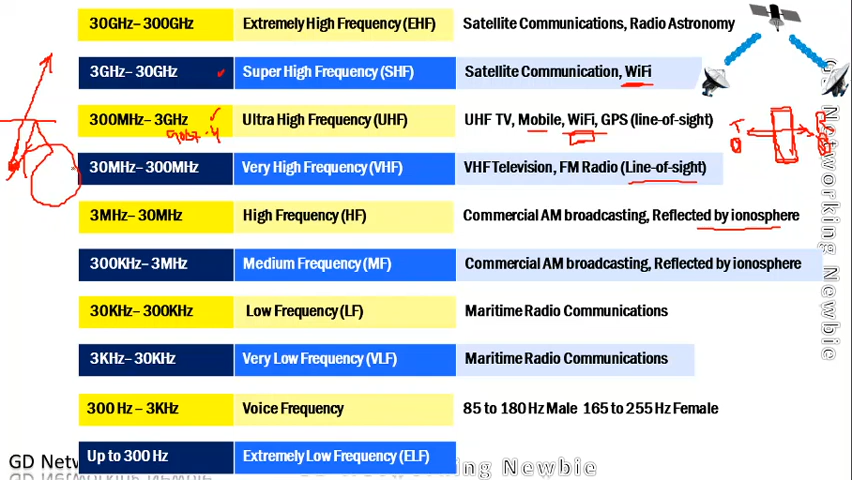 30GHz– 300GHz Extremely High Frequency (EHF) Satellite Communications, Radio Astronomy
3GHz– 30GHz Super High Frequency (SHF) Satellite Communication, WiFi
300MHz– 3GHz Ultra High Frequency (UHF) UHF TV, Mobile, WiFi, GPS (line-of-sight)
30MHz– 300MHz Very High Frequency (VHF) VHF Television, FM Radio (Line-of-sight)
3MHz– 30MHz High Frequency (HF) Commercial AM broadcasting, Reflected by ionosphere
300KHz– 3MHz Medium Frequency (MF) Commercial AM broadcasting, Reflected by ionosphere
30KHz– 300KHz Low Frequency (LF) Maritime Radio Communications
3KHz– 30KHz Very Low Frequency (VLF) Maritime Radio Communications
300 Hz – 3KHz Voice Frequency 85 to 180 Hz Male 165 to 255 Hz Female
Up to 300 Hz Extremely Low Frequency (ELF)
GD Netw
king Newbie
Networking Newbie